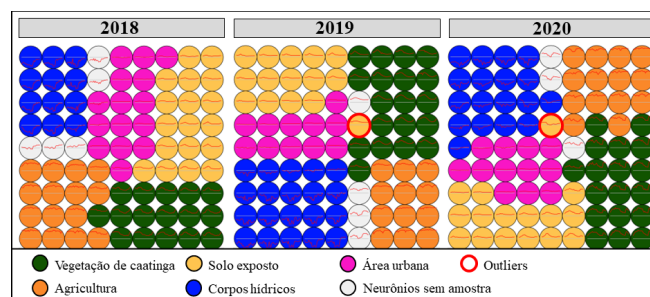 2018 2019 2020
Vegetação de caatinga Solo exposto Área urbana Outliers
Agricultura Corpos hídricos Neurônios sem amostra